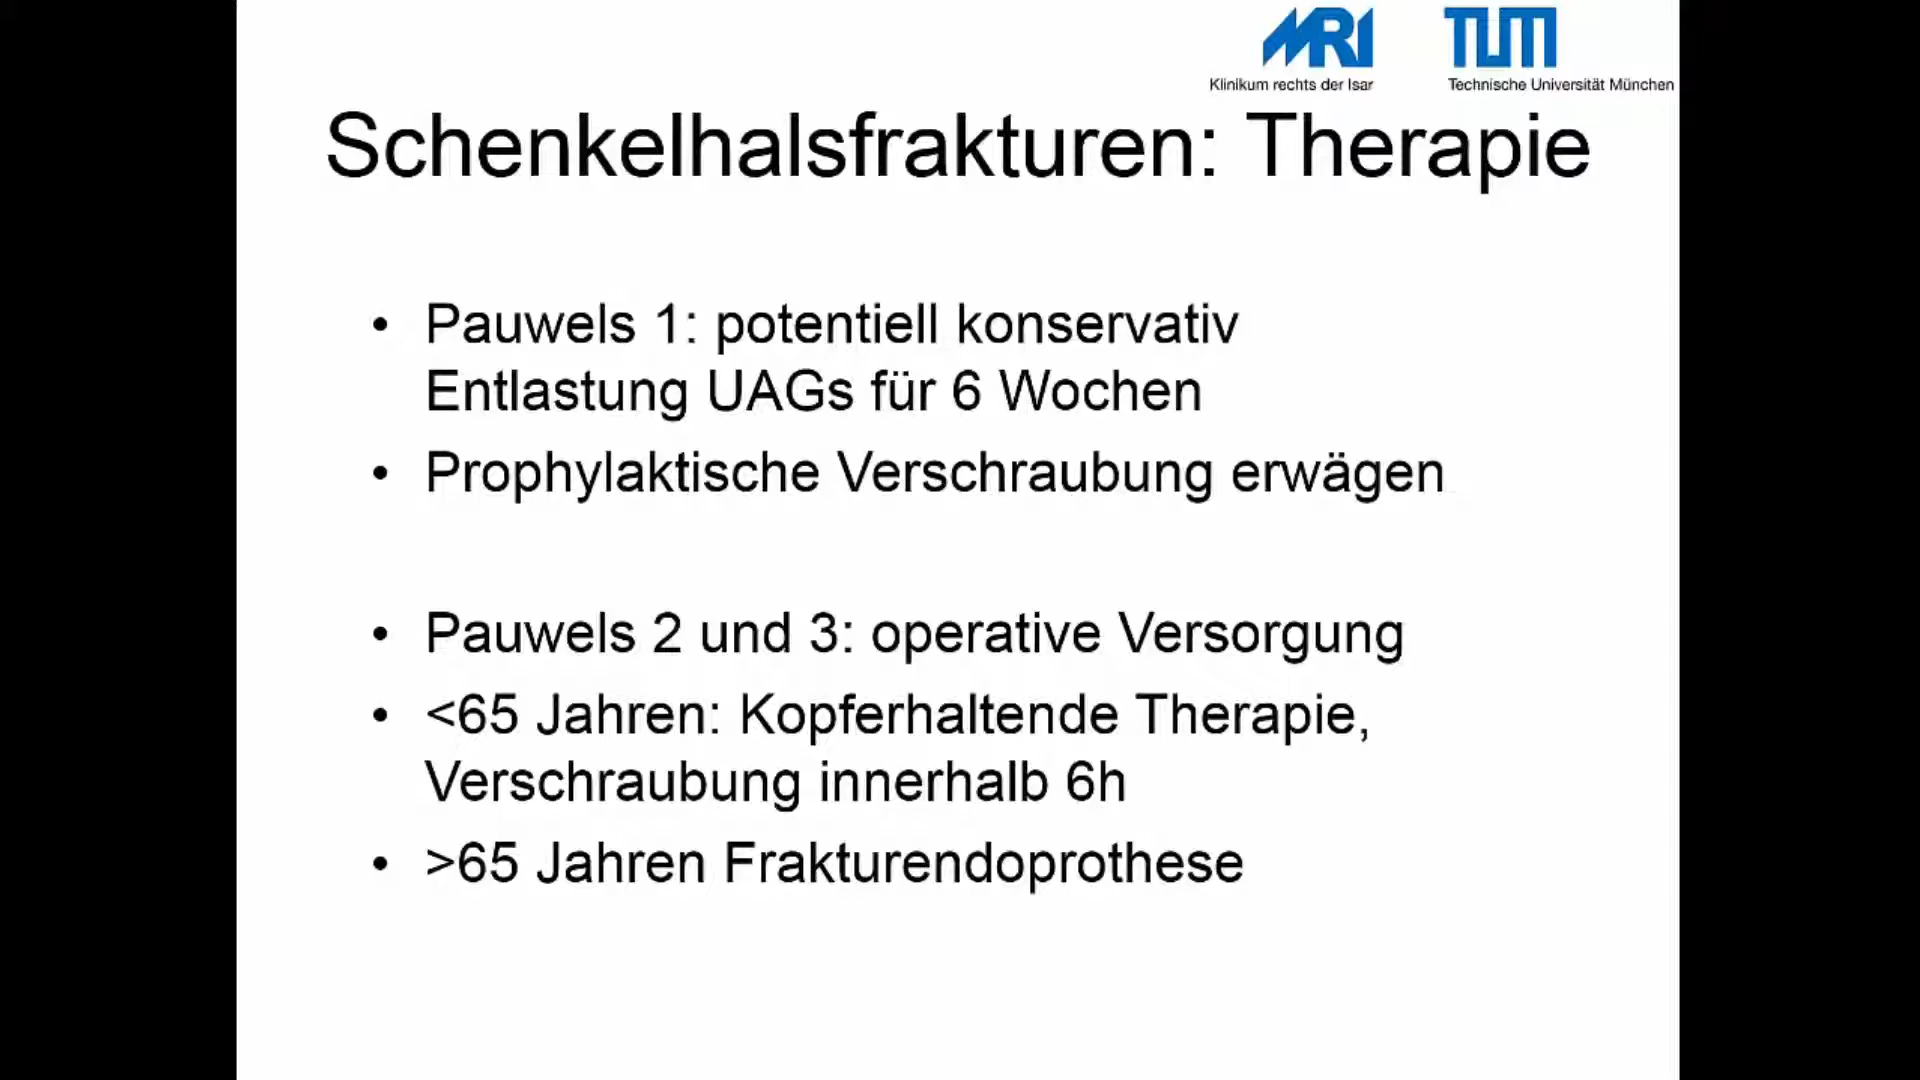 MRI
TUM
Klinikum rechts der Isar
Technische Universität München
Schenkelhalsfrakturen: Therapie
• Pauwels 1: potentiell konservativ
Entlastung UAGs für 6 Wochen
• Prophylaktische Verschraubung erwägen
• Pauwels 2 und 3: operative Versorgung
• <65 Jahren: Kopferhaltende Therapie,
Verschraubung innerhalb 6h
• >65 Jahren Frakturendoprothese